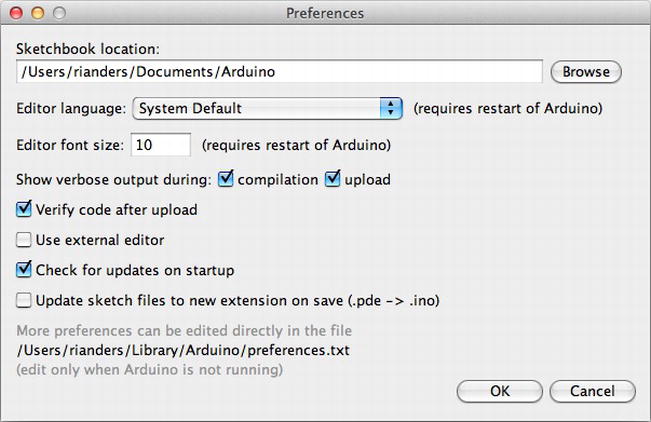 Preferences
Sketchbook location:
/Users/rianders/Documents/Arduino
Browse
Editor language: System Default (requires restart of Arduino)
Editor font size: 10 (requires restart of Arduino)
Show verbose output during: compilation upload
Verify code after upload
Use external editor
Check for updates on startup
Update sketch files to new extension on save (.pde -> .ino)
More preferences can be edited directly in the file
/Users/rianders/Library/Arduino/preferences.txt
(edit only when Arduino is not running)
OK Cancel